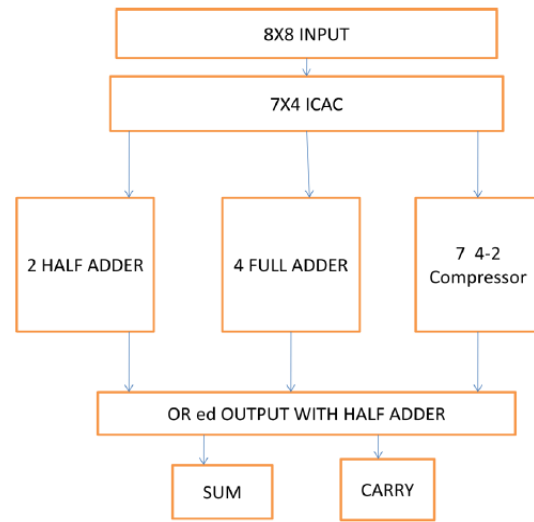 8X8 INPUT
7X4 ICAC
2 HALF ADDER
4 FULL ADDER
7 4-2
Compressor
OR ed OUTPUT WITH HALF ADDER
SUM
CARRY